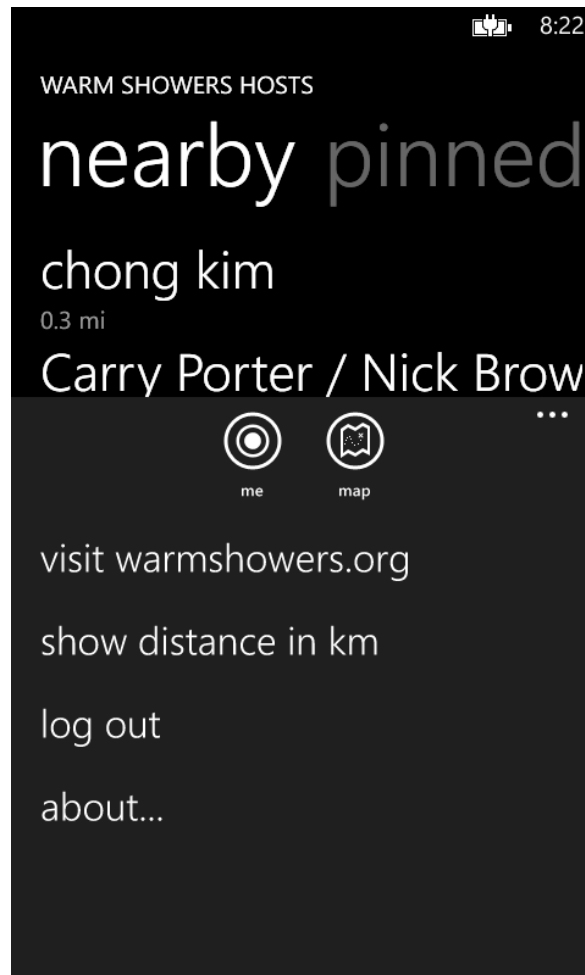 8:22
WARM SHOWERS HOSTS
nearby pinned
chong kim
0.3 mi
Carry Porter / Nick Brow
...
me map
visit warmshowers.org
show distance in km
log out
about...